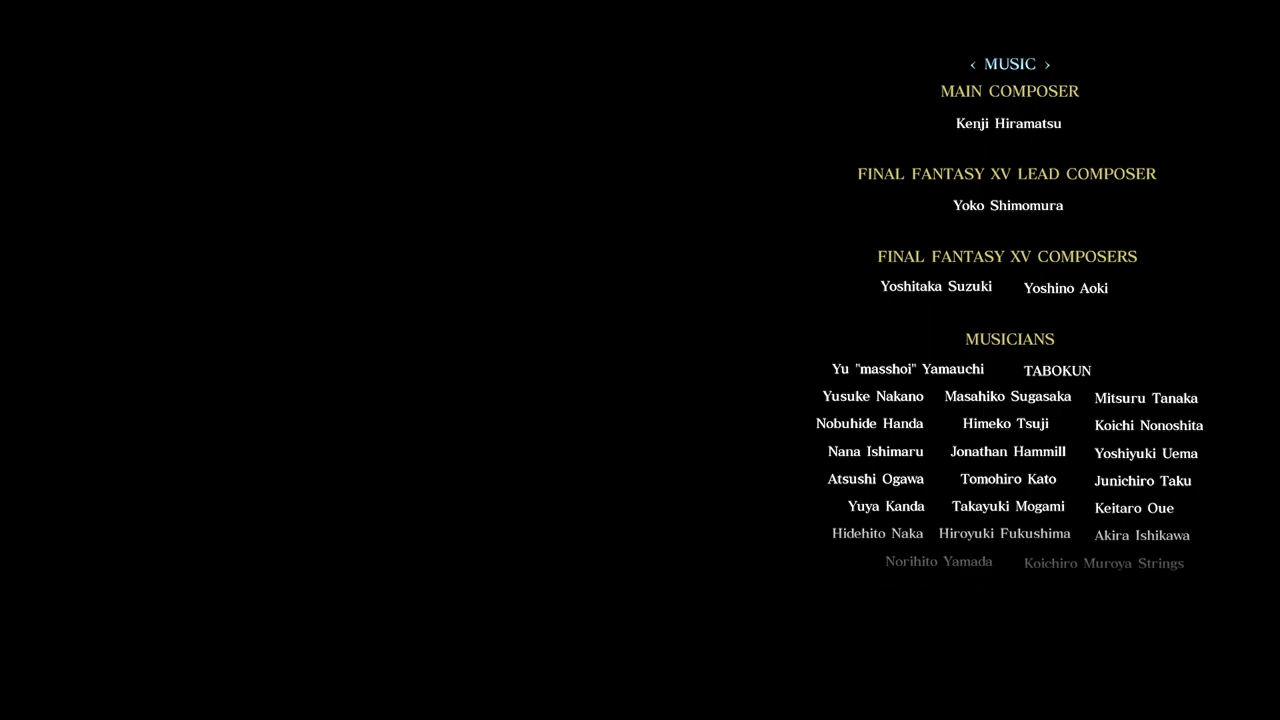 ‹ MUSIC ›
MAIN COMPOSER
Kenji Hiramatsu
FINAL FANTASY XV LEAD COMPOSER
Yoko Shimomura
FINAL FANTASY XV COMPOSERS
Yoshitaka Suzuki Yoshino Aoki
MUSICIANS
Yu "masshoi" Yamauchi TABOKUN
Yusuke Nakano Masahiko Sugasaka Mitsuru Tanaka
Nobuhide Handa Himeko Tsuji Koichi Nonoshita
Nana Ishimaru Jonathan Hammill Yoshiyuki Uema
Atsushi Ogawa Tomohiro Kato Junichiro Taku
Yuya Kanda Takayuki Mogami Keitaro Oue
Hidehito Naka Hiroyuki Fukushima Akira Ishikawa
Norihito Yamada Koichiro Muroya Strings